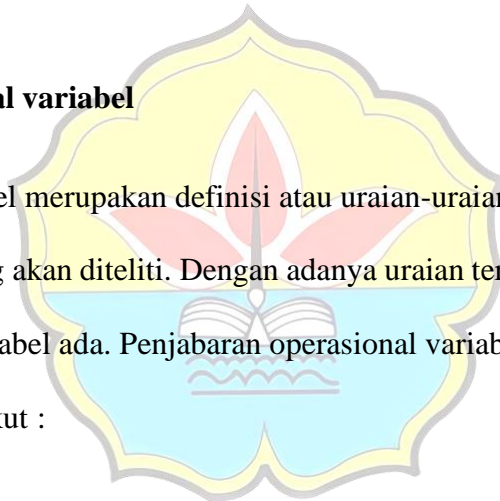 al variabel
el merupakan definisi atau uraian-uraian
g akan diteliti. Dengan adanya uraian ter
abel ada. Penjabaran operasional variab
kut :